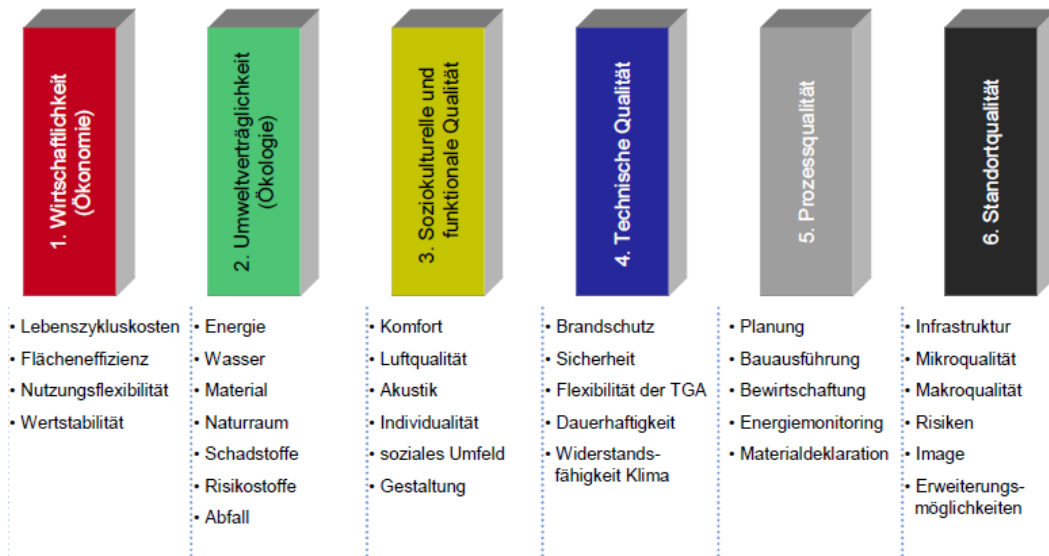 1. Wirtschaftlichkeit
(Ökonomie)
2. Umweltverträglichkeit
(Ökologie)
3. Soziokulturelle und
funktionale Qualität
4. Technische Qualität
5. Prozessqualität
6. Standortqualität
• Lebenszykluskosten
• Flächeneffizienz
• Nutzungsflexibilität
• Wertstabilität
• Energie
• Wasser
• Material
• Naturraum
• Schadstoffe
• Risikostoffe
• Abfall
• Komfort
• Luftqualität
• Akustik
• Individualität
• soziales Umfeld
• Gestaltung
• Brandschutz
• Sicherheit
• Flexibilität der TGA
• Dauerhaftigkeit
• Widerstands-
fähigkeit Klima
• Planung
• Bauausführung
• Bewirtschaftung
• Energiemonitoring
• Materialdeklaration
• Infrastruktur
• Mikroqualität
• Makroqualität
• Risiken
• Image
• Erweiterungs-
möglichkeiten